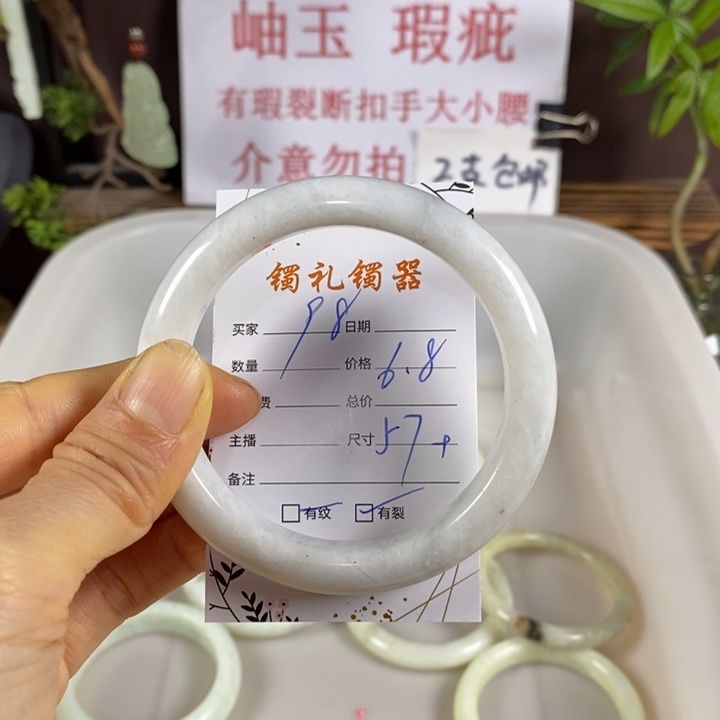 岫玉 瑕疵
有瑕裂断扣手大小腰
介意勿拍
2支包邮
镯礼镯器
买家 98 日期
数量 价格 6.8
费 总价
主播 尺寸 57+
备注
有纹 有裂